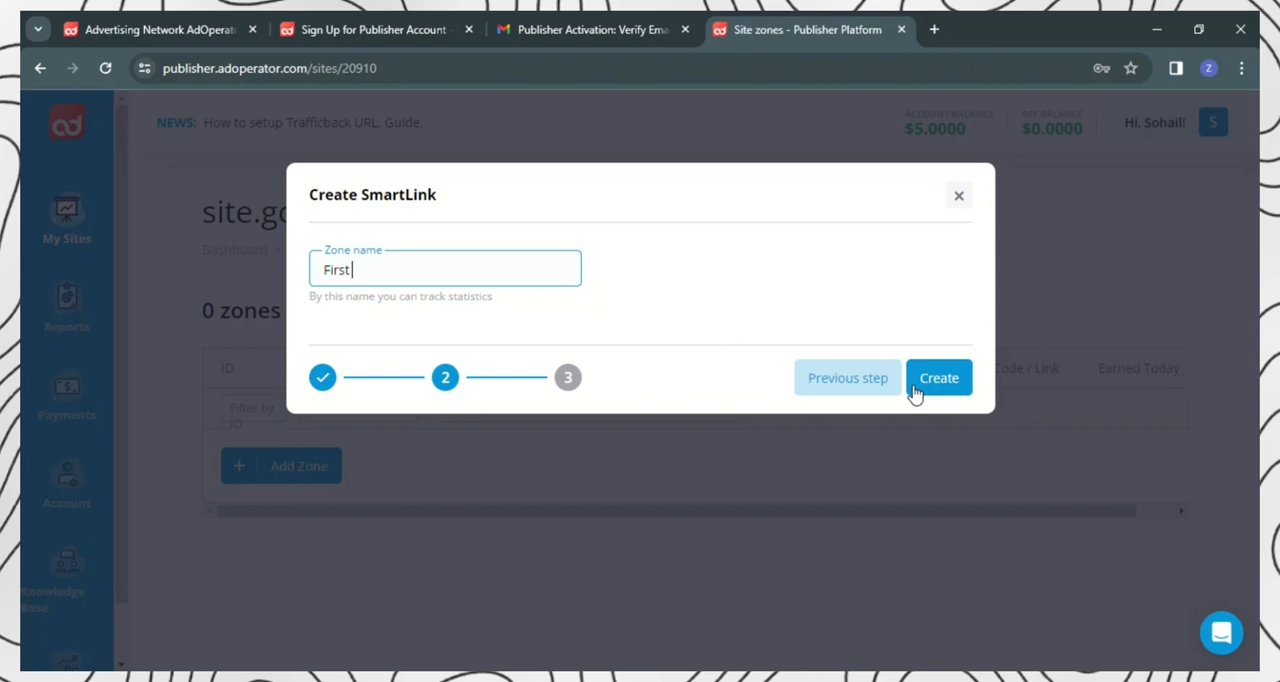 Advertising Network AdOperato
Sign Up for Publisher Account -
Publisher Activation: Verify Ema
Site zones - Publisher Platform
publisher.adoperator.com/sites/20910
Z
NEWS: How to setup Trafficback URL. Guide.
ACCOUNT BALANCE
$5.0000
REF BALANCE
$0.0000
Hi, Sohail!
S
My Sites
Reports
Payments
Account
Knowledge
Base
site.go
Dashboard
0 zones
ID
Code / Link
Earned Today
Filter by
ID
+ Add Zone
Create SmartLink
Zone name
First
By this name you can track statistics
2
3
Previous step
Create